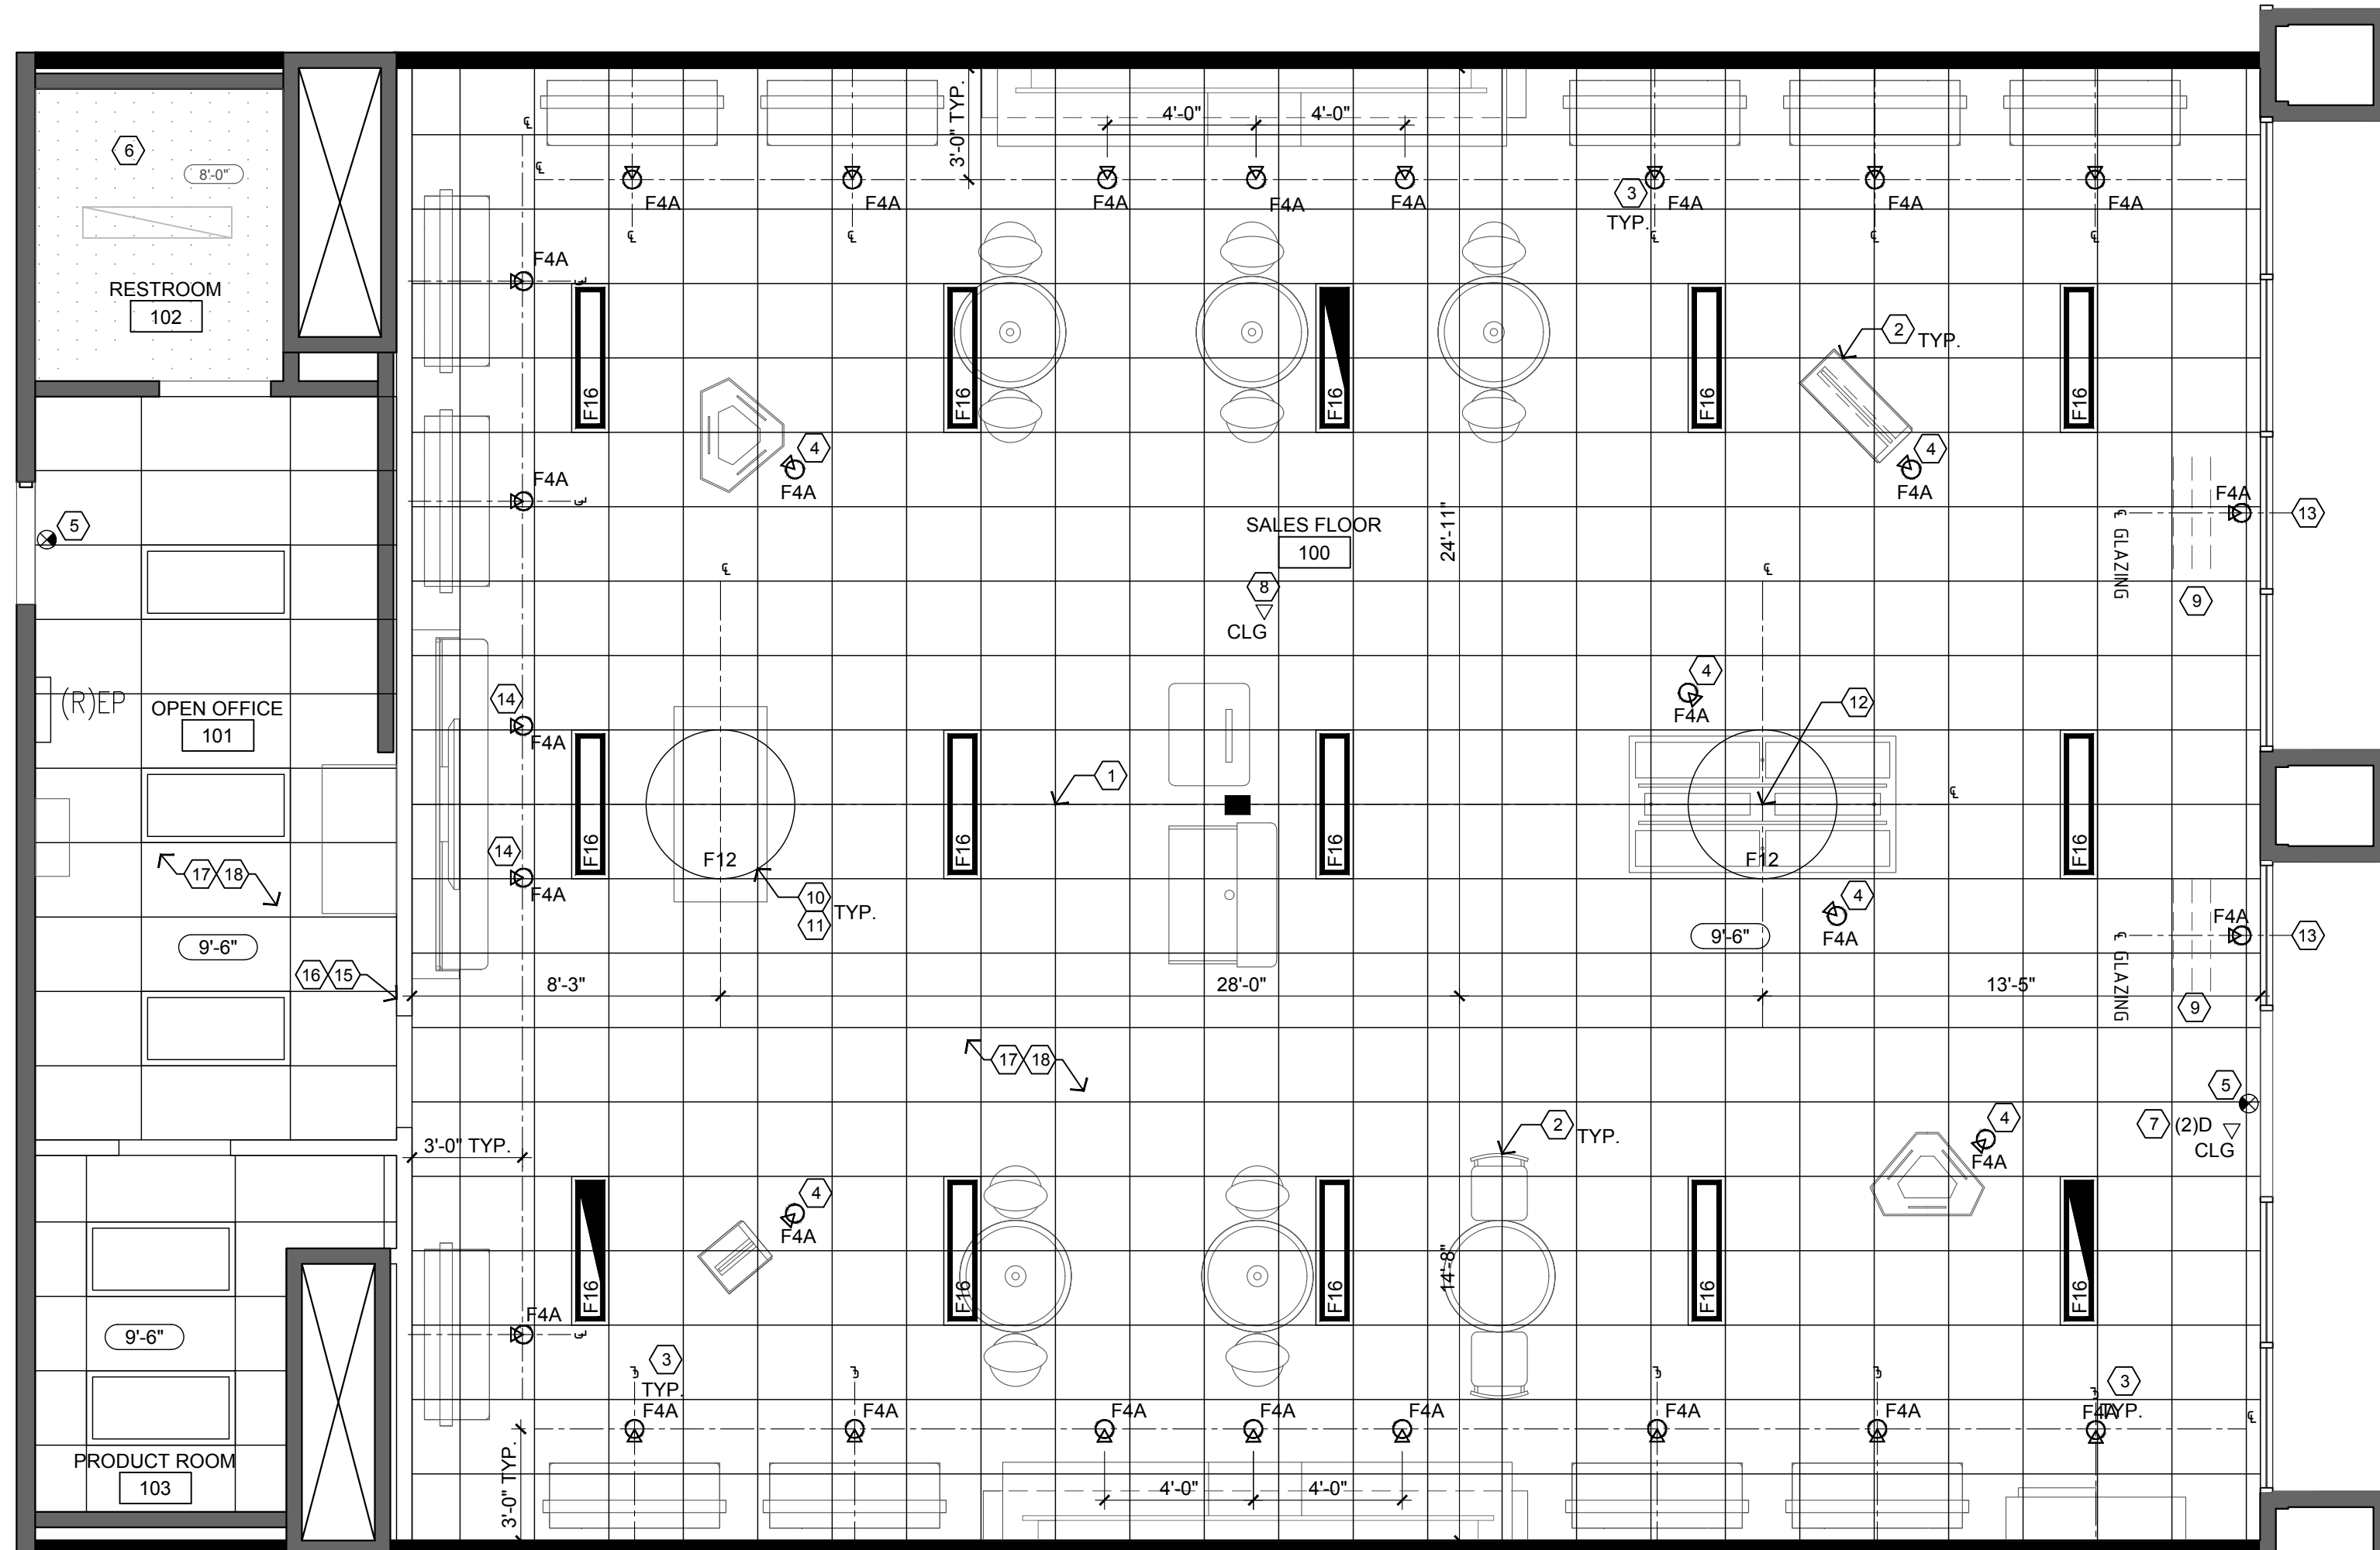 ℄
3'-0" TYP.
4'-0"
4'-0"
6
8'-0"
℄
F4A
F4A
F4A
F4A
F4A
3
TYP.
F4A
F4A
F4A
℄
℄
℄
℄
℄
RESTROOM
102
F4A
℄
F16
F16
F16
F16
F16
2
TYP.
4
F4A
4
F4A
F4A
℄
5
SALES FLOOR
100
24'-11"
F4A
13
℄ GLAZING
9
℄
℄
8
CLG
(R)EP
OPEN OFFICE
101
14
F4A
4
F4A
12
1
℄
F16
F16
F16
F16
14
F4A
F12
F12
10
11
TYP.
17
18
9'-6"
4
F4A
9'-6"
F4A
13
℄ GLAZING
9
16
15
8'-3"
28'-0"
13'-5"
17
18
5
7
(2)D
CLG
2
TYP.
4
F4A
3'-0" TYP.
4
F4A
F16
F16
F16
F16
F16
14'-8"
9'-6"
F4A
℄
℄
3
TYP.
℄
℄
℄
℄
3
TYP.
F4A
F4A
F4A
F4A
F4A
F4A
F4A
F4A
℄
PRODUCT ROOM
103
3'-0" TYP.
4'-0"
4'-0"